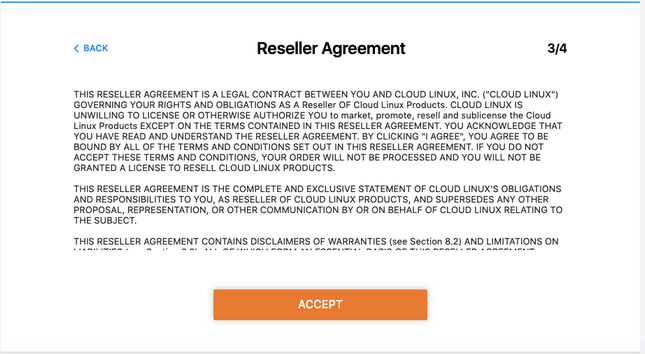 BACK
Reseller Agreement
3/4
THIS RESELLER AGREEMENT IS A LEGAL CONTRACT BETWEEN YOU AND CLOUD LINUX, INC. ("CLOUD LINUX")
GOVERNING YOUR RIGHTS AND OBLIGATIONS AS A Reseller OF Cloud Linux Products. CLOUD LINUX IS
UNWILLING TO LICENSE OR OTHERWISE AUTHORIZE YOU to market, promote, resell and sublicense the Cloud
Linux Products EXCEPT ON THE TERMS CONTAINED IN THIS RESELLER AGREEMENT. YOU ACKNOWLEDGE THAT
YOU HAVE READ AND UNDERSTAND THE RESELLER AGREEMENT. BY CLICKING "I AGREE", YOU AGREE TO BE
BOUND BY ALL OF THE TERMS AND CONDITIONS SET OUT IN THIS RESELLER AGREEMENT. IF YOU DO NOT
ACCEPT THESE TERMS AND CONDITIONS, YOUR ORDER WILL NOT BE PROCESSED AND YOU WILL NOT BE
GRANTED A LICENSE TO RESELL CLOUD LINUX PRODUCTS.
THIS RESELLER AGREEMENT IS THE COMPLETE AND EXCLUSIVE STATEMENT OF CLOUD LINUX'S OBLIGATIONS
AND RESPONSIBILITIES TO YOU, AS RESELLER OF CLOUD LINUX PRODUCTS, AND SUPERSEDES ANY OTHER
PROPOSAL, REPRESENTATION, OR OTHER COMMUNICATION BY OR ON BEHALF OF CLOUD LINUX RELATING TO
THE SUBJECT.
THIS RESELLER AGREEMENT CONTAINS DISCLAIMERS OF WARRANTIES (see Section 8.2) AND LIMITATIONS ON
ACCEPT